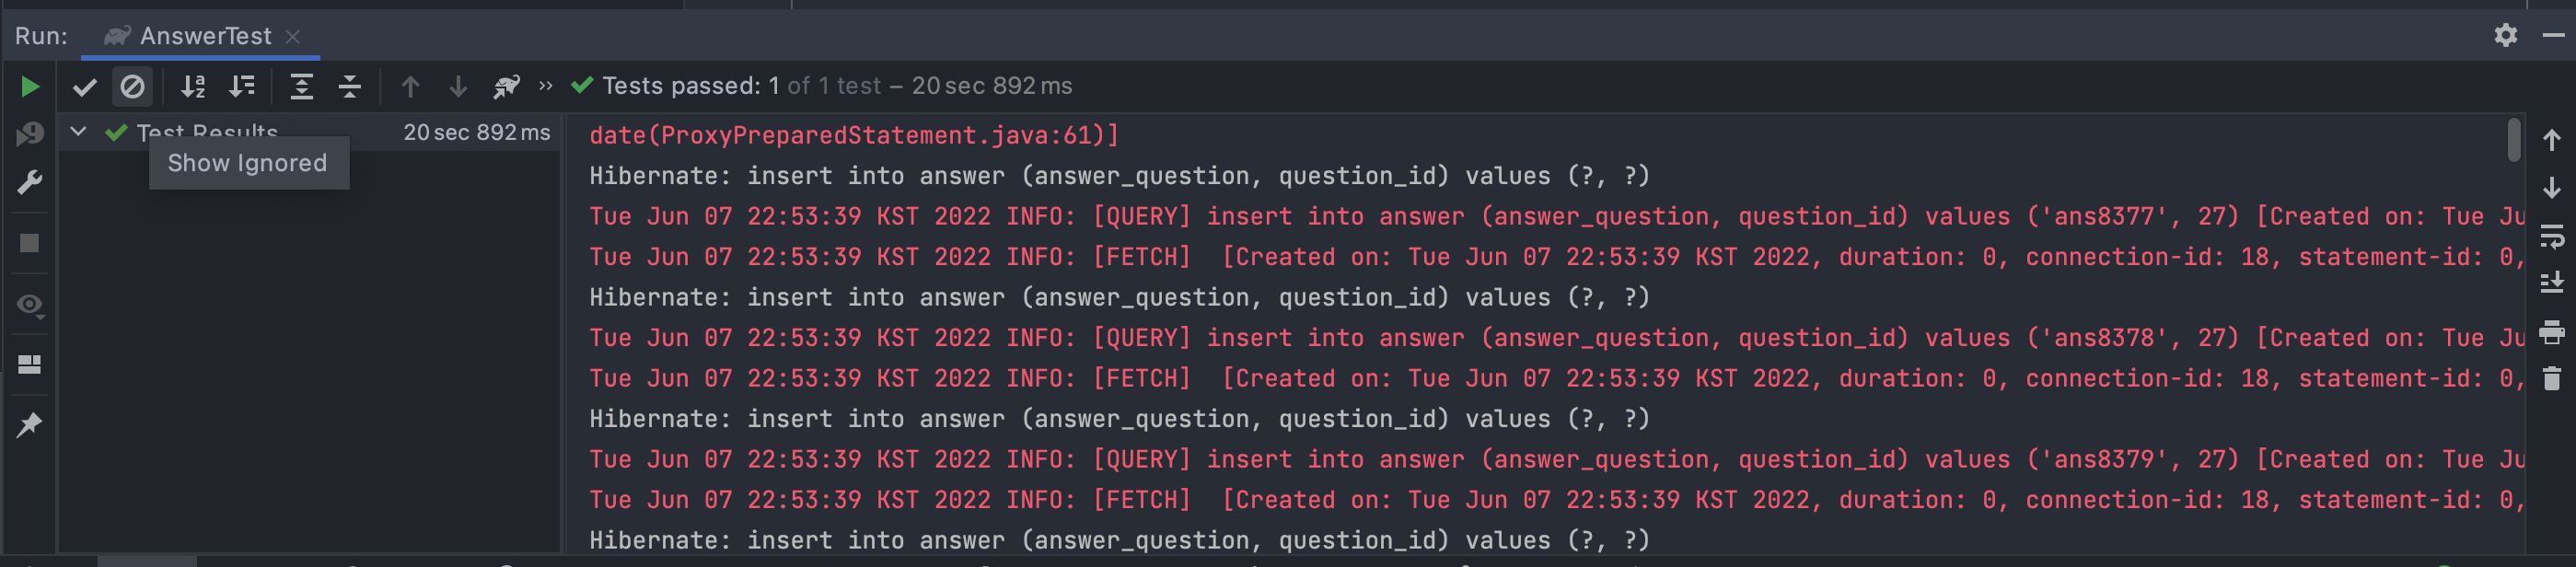 Run: AnswerTest
Tests passed: 1 of 1 test – 20 sec 892 ms
Test Results 20 sec 892 ms
Show Ignored
date(ProxyPreparedStatement.java:61)]
Hibernate: insert into answer (answer_question, question_id) values (?, ?)
Tue Jun 07 22:53:39 KST 2022 INFO: [QUERY] insert into answer (answer_question, question_id) values ('ans8377', 27) [Created on: Tue Ju
Tue Jun 07 22:53:39 KST 2022 INFO: [FETCH]  [Created on: Tue Jun 07 22:53:39 KST 2022, duration: 0, connection-id: 18, statement-id: 0,
Hibernate: insert into answer (answer_question, question_id) values (?, ?)
Tue Jun 07 22:53:39 KST 2022 INFO: [QUERY] insert into answer (answer_question, question_id) values ('ans8378', 27) [Created on: Tue Ju
Tue Jun 07 22:53:39 KST 2022 INFO: [FETCH]  [Created on: Tue Jun 07 22:53:39 KST 2022, duration: 0, connection-id: 18, statement-id: 0,
Hibernate: insert into answer (answer_question, question_id) values (?, ?)
Tue Jun 07 22:53:39 KST 2022 INFO: [QUERY] insert into answer (answer_question, question_id) values ('ans8379', 27) [Created on: Tue Ju
Tue Jun 07 22:53:39 KST 2022 INFO: [FETCH]  [Created on: Tue Jun 07 22:53:39 KST 2022, duration: 0, connection-id: 18, statement-id: 0,
Hibernate: insert into answer (answer_question, question_id) values (?, ?)